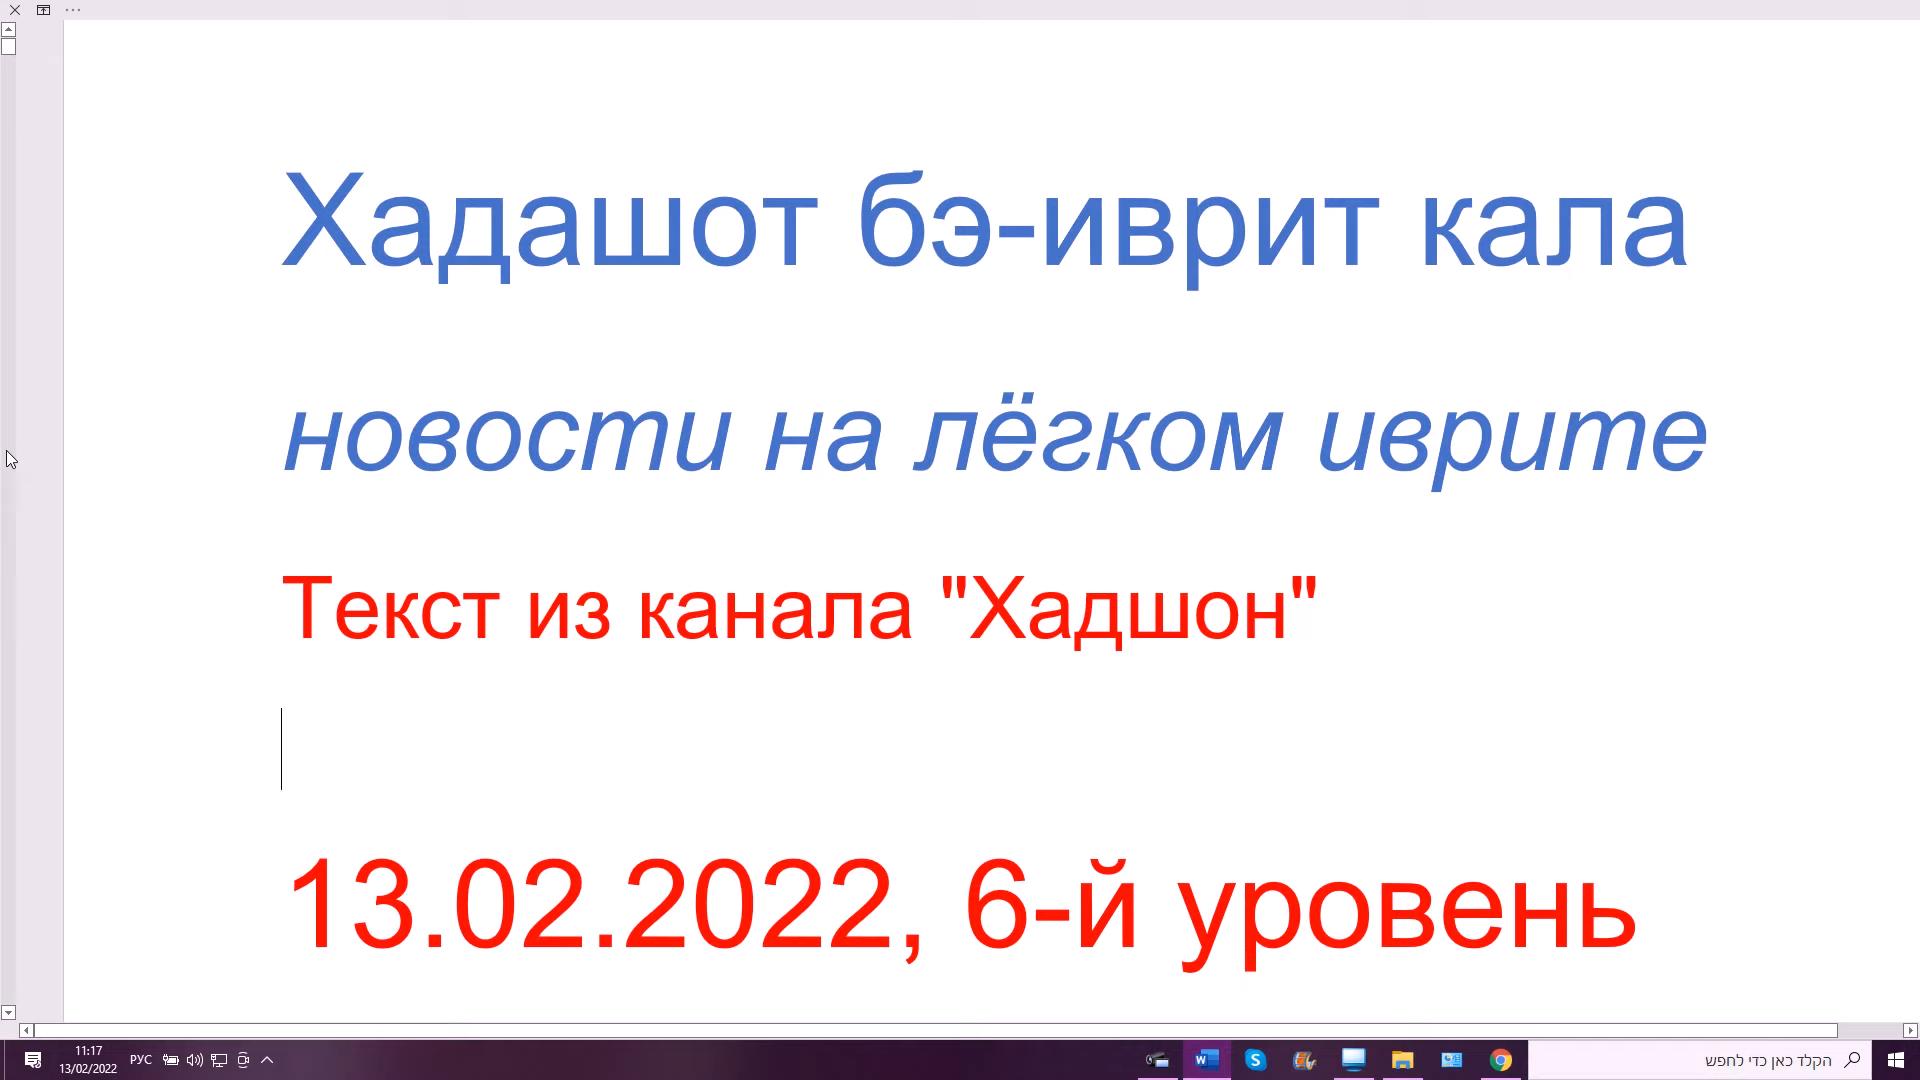 Хадашот бэ-иврит кала
новости на лёгком иврите
Текст из канала "Хадшон"
13.02.2022, 6-й уровень
11:17
13/02/2022
РУС
הקלד כאן כדי לחפש